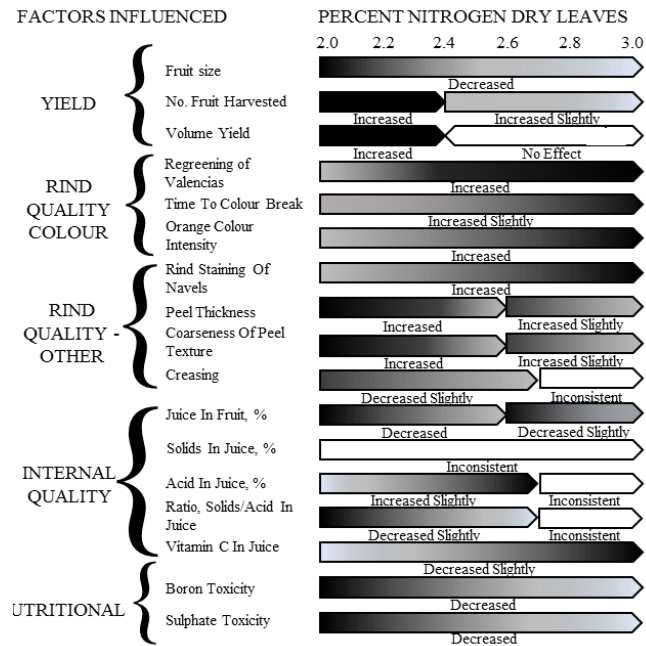 FACTORS INFLUENCED
PERCENT NITROGEN DRY LEAVES
2.0 2.2 2.4 2.6 2.8 3.0
YIELD
Fruit size
Decreased
No. Fruit Harvested
Increased Increased Slightly
Volume Yield
Increased No Effect
RIND
QUALITY
COLOUR
Regreening of
Valencias
Increased
Time To Colour Break
Increased Slightly
Orange Colour
Intensity
Increased
RIND
QUALITY -
OTHER
Rind Staining Of
Navels
Increased
Peel Thickness
Increased Increased Slightly
Coarseness Of Peel
Texture
Increased Increased Slightly
Creasing
Decreased Slightly Inconsistent
INTERNAL
QUALITY
Juice In Fruit, %
Decreased Decreased Slightly
Solids In Juice, %
Inconsistent
Acid In Juice, %
Increased Slightly Inconsistent
Ratio, Solids/Acid In
Juice
Decreased Slightly Inconsistent
Vitamin C In Juice
Decreased Slightly
UTRITIONAL
Boron Toxicity
Decreased
Sulphate Toxicity
Decreased